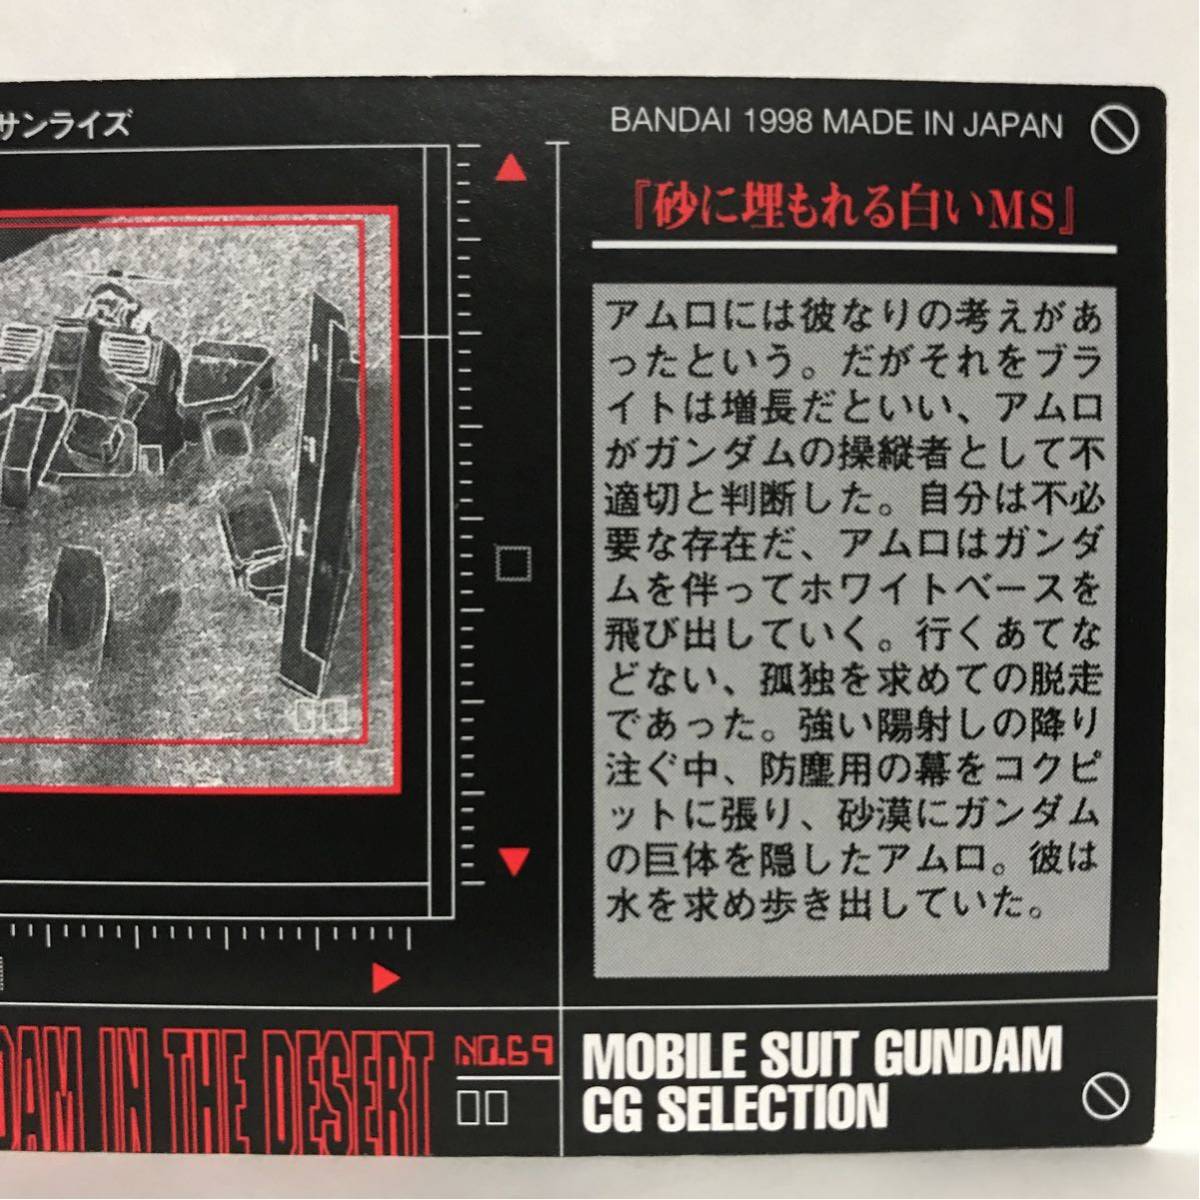 サンライズ
BANDAI 1998 MADE IN JAPAN
『砂に埋もれる白いMS』
アムロには彼なりの考えがあ
ったという。だがそれをブラ
イトは増長だといい、アムロ
がガンダムの操縦者として不
適切と判断した。自分は不必
要な存在だ、アムロはガンダ
ムを伴ってホワイトベースを
飛び出していく。行くあてな
どない、孤独を求めての脱走
であった。強い陽射しの降り
注ぐ中、防塵用の幕をコクピ
ットに張り、砂漠にガンダム
の巨体を隠したアムロ。彼は
水を求め歩き出していた。
DAM IN THE DESERT
NO.69
MOBILE SUIT GUNDAM
CG SELECTION